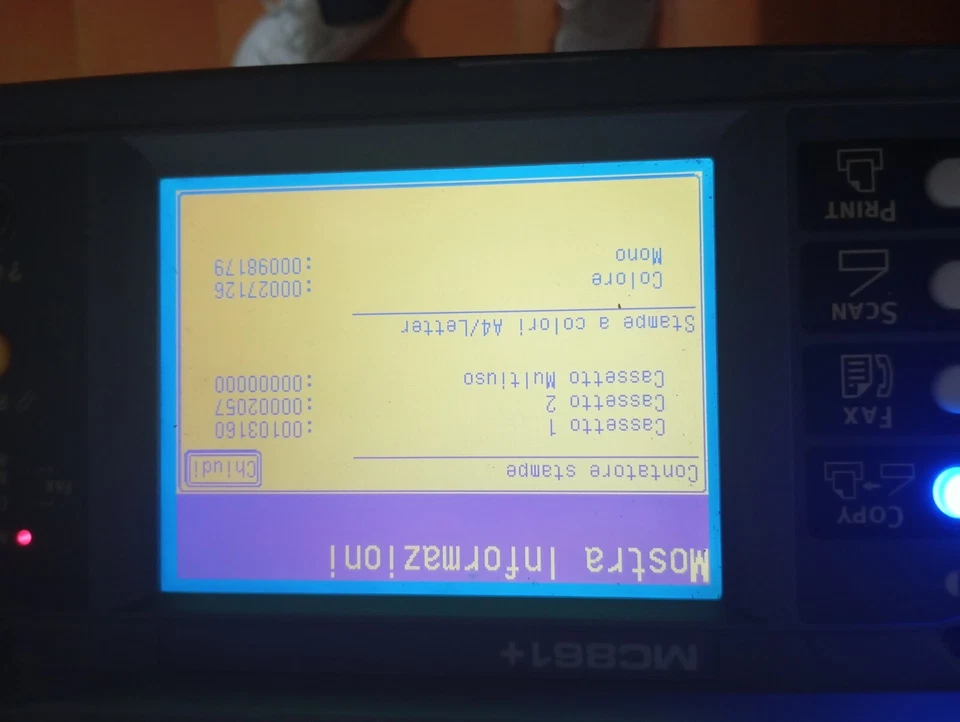 MC861+
Mostra Informazioni
Contatore stampe
Chiudi
Cassetto 1 :00103160
Cassetto 2 :00002057
Cassetto Multiuso :00000000
Stampe a colori A4/Letter
Colore :00027126
Mono :00098179
COPY
FAX
SCAN
PRINT
?
FAX